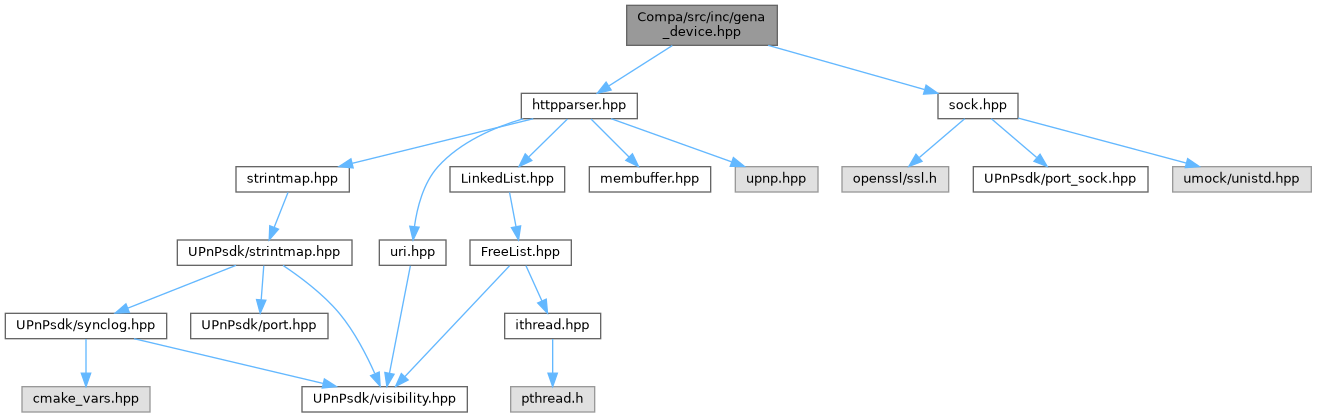 Compa/src/inc/gena
_device.hpp
httpparser.hpp
sock.hpp
strintmap.hpp
LinkedList.hpp
membuffer.hpp
upnp.hpp
openssl/ssl.h
UPnPsdk/port_sock.hpp
umock/unistd.hpp
UPnPsdk/strintmap.hpp
uri.hpp
FreeList.hpp
UPnPsdk/synclog.hpp
UPnPsdk/port.hpp
ithread.hpp
cmake_vars.hpp
UPnPsdk/visibility.hpp
pthread.h